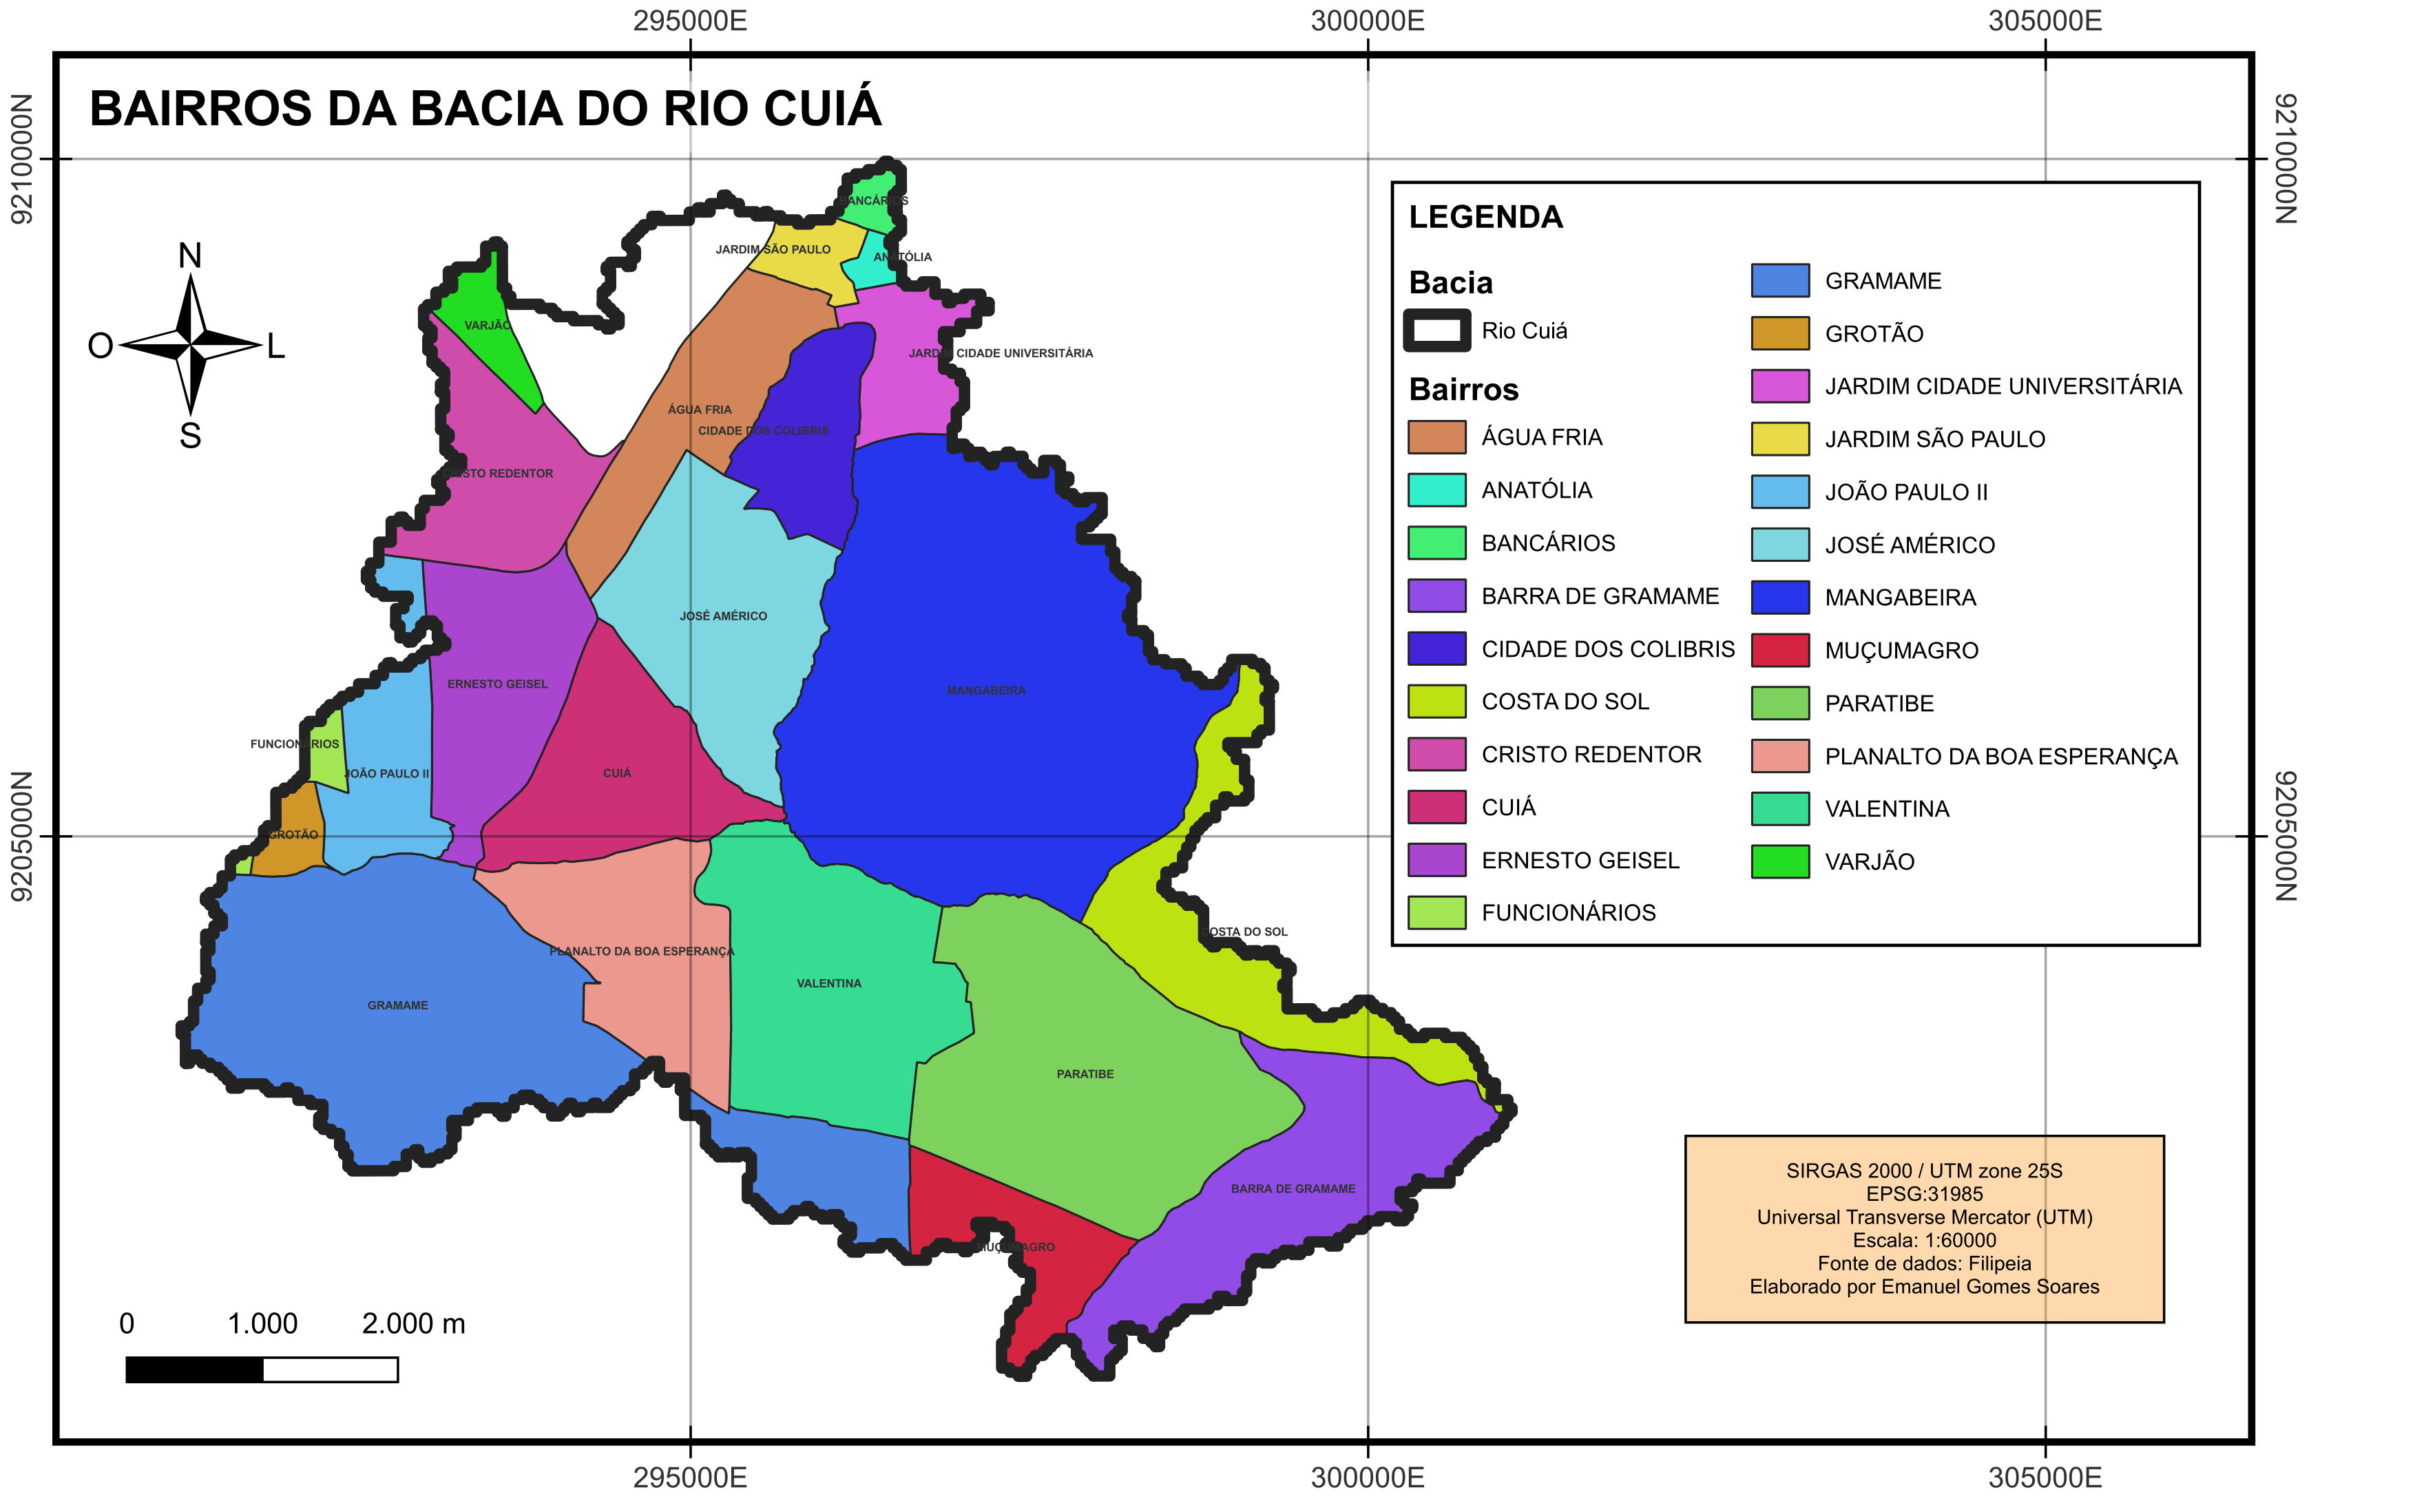 295000E
300000E
305000E
9210000N
9210000N
BAIRROS DA BACIA DO RIO CUIÁ
N
O
L
S
BANCÁRIOS
JARDIM SÃO PAULO
ANATÓLIA
VARJÃO
JARDIM CIDADE UNIVERSITÁRIA
ÁGUA FRIA
CIDADE DOS COLIBRIS
CRISTO REDENTOR
JOSÉ AMÉRICO
ERNESTO GEISEL
MANGABEIRA
FUNCIONÁRIOS
JOÃO PAULO II
CUIÁ
GROTÃO
COSTA DO SOL
PLANALTO DA BOA ESPERANÇA
VALENTINA
GRAMAME
PARATIBE
BARRA DE GRAMAME
MUÇUMAGRO
LEGENDA
Bacia
Rio Cuiá
Bairros
ÁGUA FRIA
ANATÓLIA
BANCÁRIOS
BARRA DE GRAMAME
CIDADE DOS COLIBRIS
COSTA DO SOL
CRISTO REDENTOR
CUIÁ
ERNESTO GEISEL
FUNCIONÁRIOS
GRAMAME
GROTÃO
JARDIM CIDADE UNIVERSITÁRIA
JARDIM SÃO PAULO
JOÃO PAULO II
JOSÉ AMÉRICO
MANGABEIRA
MUÇUMAGRO
PARATIBE
PLANALTO DA BOA ESPERANÇA
VALENTINA
VARJÃO
9205000N
9205000N
SIRGAS 2000 / UTM zone 25S
EPSG:31985
Universal Transverse Mercator (UTM)
Escala: 1:60000
Fonte de dados: Filipeia
Elaborado por Emanuel Gomes Soares
0 1.000 2.000 m
295000E
300000E
305000E